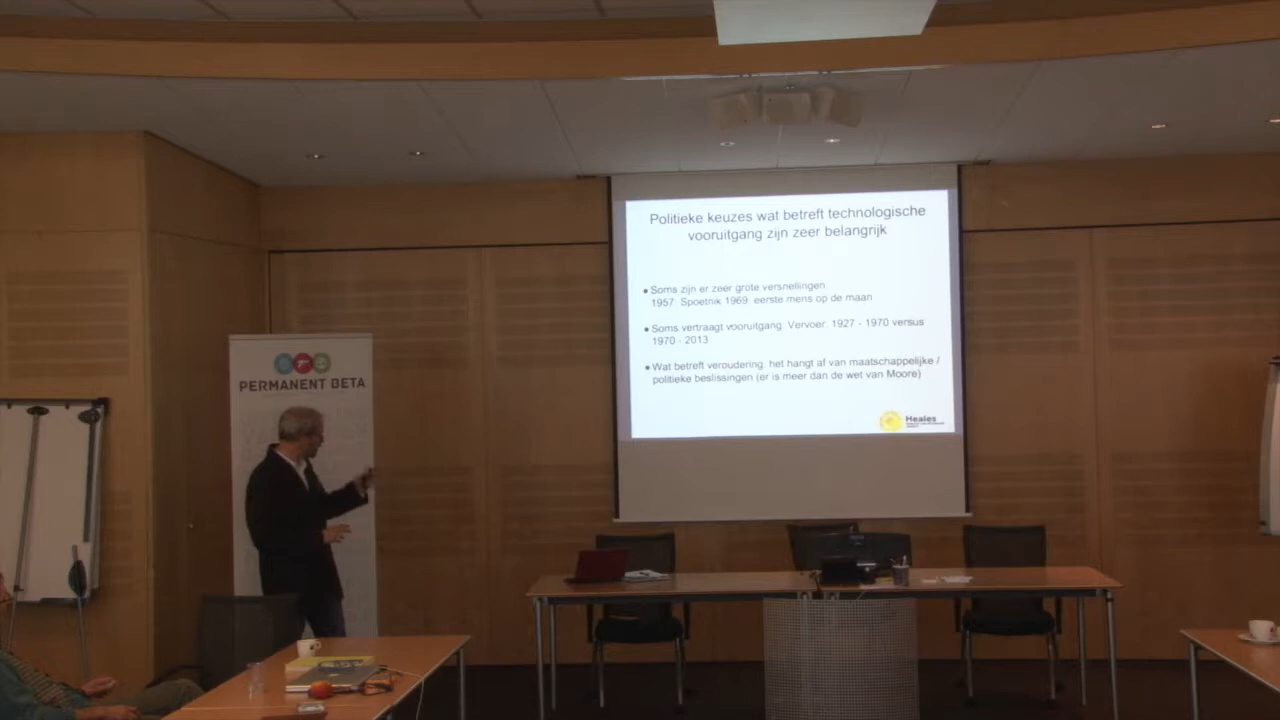 Politieke keuzes wat betreft technologische
vooruitgang zijn zeer belangrijk
● Soms zijn er zeer grote versnellingen
1957: Spoetnik 1969: eerste mens op de maan
● Soms vertraagt vooruitgang. Vervoer: 1927 - 1970 versus
1970 - 2013
● Wat betreft veroudering, het hangt af van maatschappelijke /
politieke beslissingen (er is meer dan de wet van Moore)
Heales
PERMANENT BETA